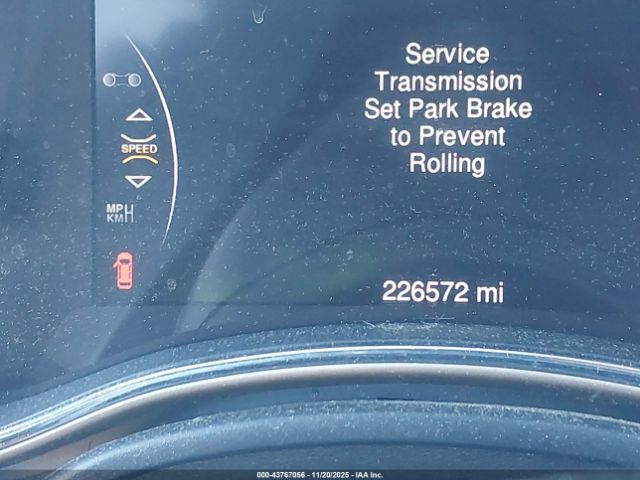 Service
Transmission
Set Park Brake
to Prevent
Rolling
SPEED
MPH
KMH
226572 mi
000-43767056 - 11/20/2025 - IAA Inc.